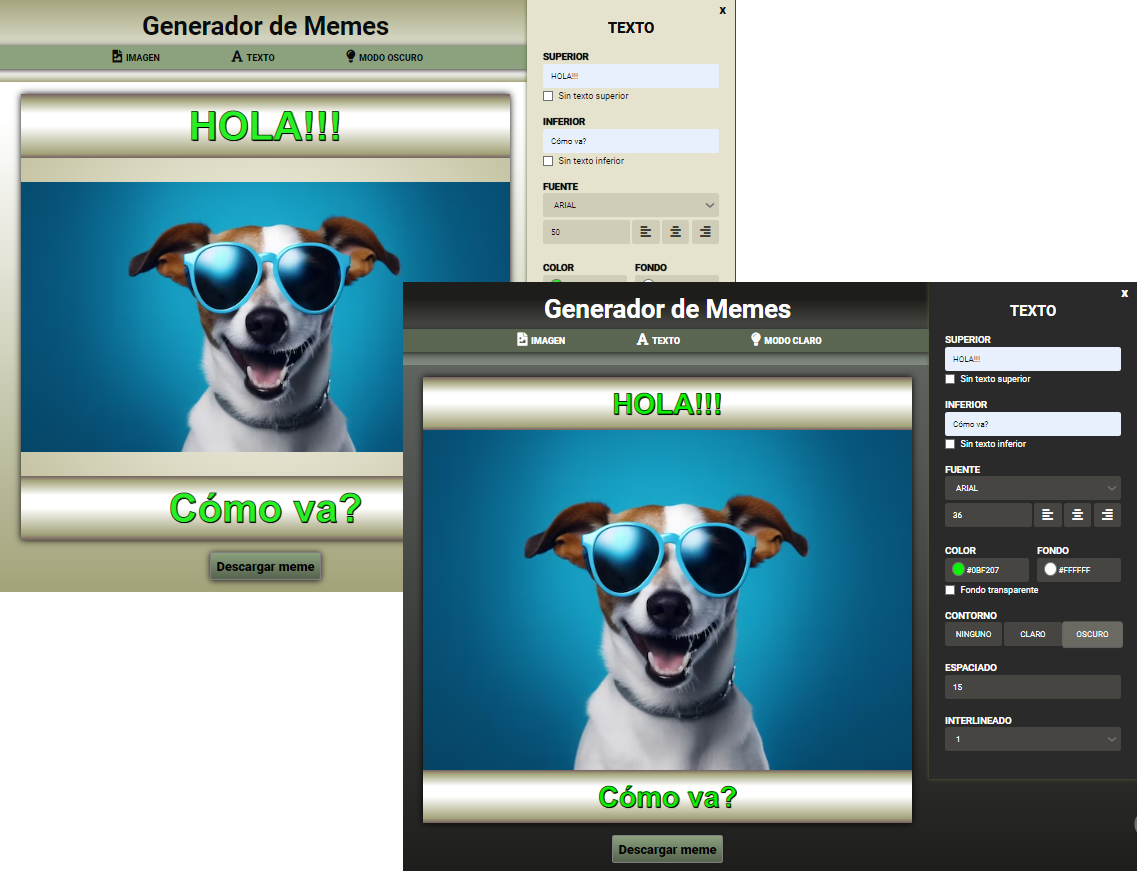 Generador de Memes
IMAGEN
TEXTO
MODO OSCURO
HOLA!!!
Cómo va?
Descargar meme
x
TEXTO
SUPERIOR
HOLA!!!
Sin texto superior
INFERIOR
Cómo va?
Sin texto inferior
FUENTE
ARIAL
50
COLOR FONDO
Generador de Memes
IMAGEN
TEXTO
MODO CLARO
HOLA!!!
Cómo va?
Descargar meme
x
TEXTO
SUPERIOR
HOLA!!!
Sin texto superior
INFERIOR
Cómo va?
Sin texto inferior
FUENTE
ARIAL
36
COLOR FONDO
#0BF207 #FFFFFF
Fondo transparente
CONTORNO
NINGUNO CLARO OSCURO
ESPACIADO
15
INTERLINEADO
1